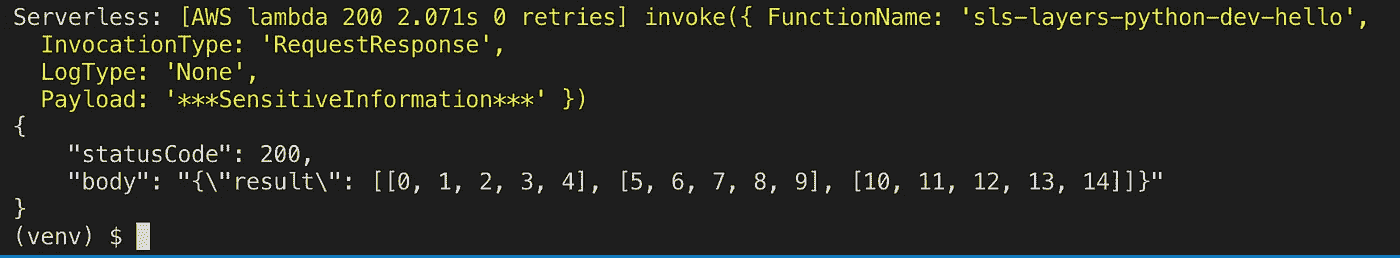 Serverless: [AWS lambda 200 2.071s 0 retries] invoke({ FunctionName: 'sls-layers-python-dev-hello',
  InvocationType: 'RequestResponse',
  LogType: 'None',
  Payload: '***SensitiveInformation***' })
{
    "statusCode": 200,
    "body": "{\"result\": [[0, 1, 2, 3, 4], [5, 6, 7, 8, 9], [10, 11, 12, 13, 14]]}"
}
(venv) $